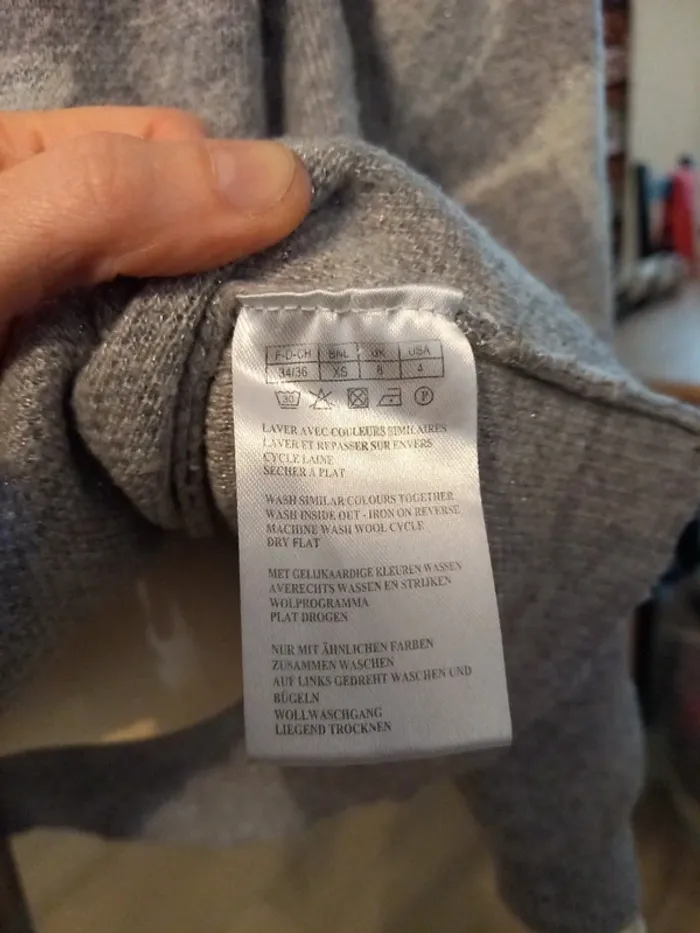 F-D-CH BNL UK USA
34/36 XS 8 4
30 P
LAVER AVEC COULEURS SIMILAIRES
LAVER ET REPASSER SUR ENVERS
CYCLE LAINE
SECHER A PLAT
WASH SIMILAR COLOURS TOGETHER
WASH INSIDE OUT - IRON ON REVERSE
MACHINE WASH WOOL CYCLE
DRY FLAT
MET GELIJKAARDIGE KLEUREN WASSEN
AVERECHTS WASSEN EN STRIJKEN
WOLPROGRAMMA
PLAT DROGEN
NUR MIT ÄHNLICHEN FARBEN
ZUSAMMEN WASCHEN
AUF LINKS GEDREHT WASCHEN UND
BÜGELN
WOLLWASCHGANG
LIEGEND TROCKNEN